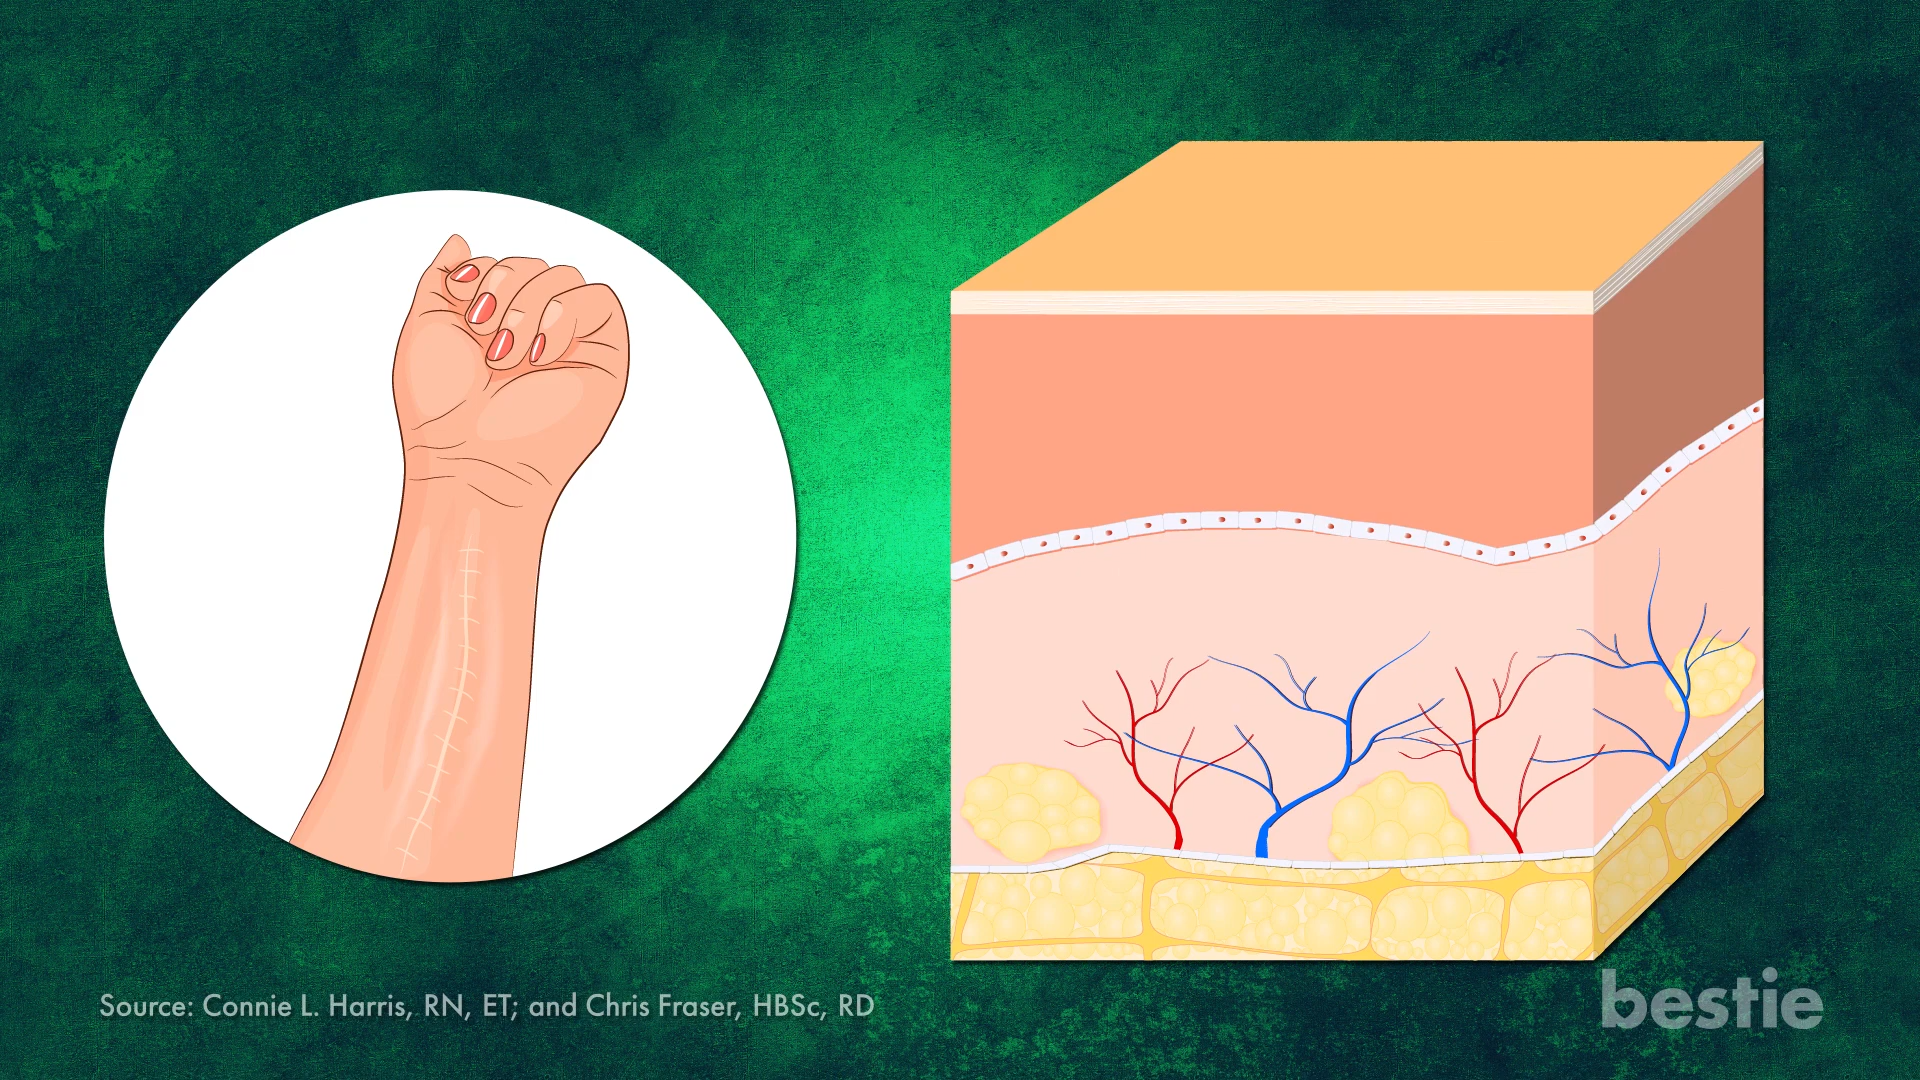 Source: Connie L. Harris, RN, ET; and Chris Fraser, HBSc, RD
bestie